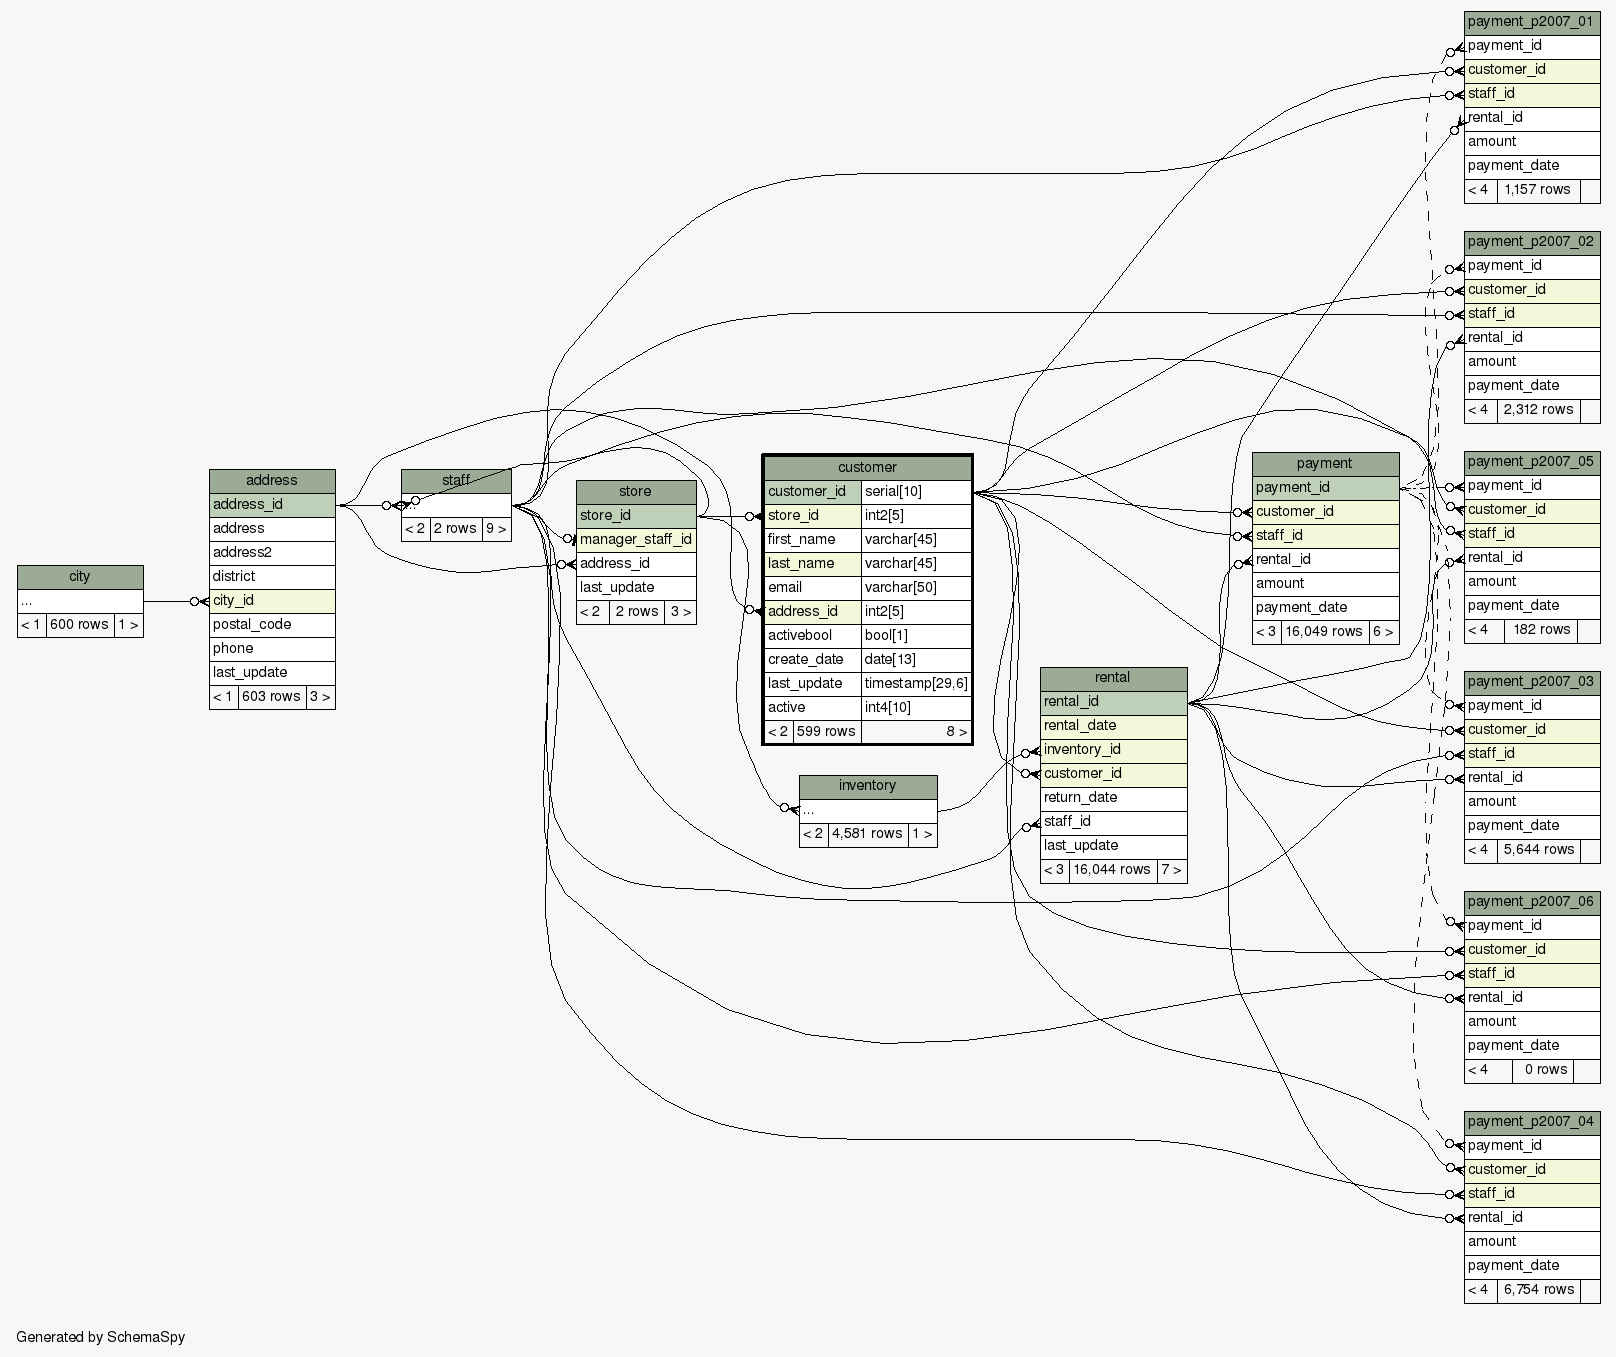 payment_p2007_01
payment_id
customer_id
staff_id
rental_id
amount
payment_date
< 4 1,157 rows
payment_p2007_02
payment_id
customer_id
staff_id
rental_id
amount
payment_date
< 4 2,312 rows
payment_p2007_05
payment_id
customer_id
staff_id
rental_id
amount
payment_date
< 4 182 rows
payment_p2007_03
payment_id
customer_id
staff_id
rental_id
amount
payment_date
< 4 5,644 rows
payment_p2007_06
payment_id
customer_id
staff_id
rental_id
amount
payment_date
< 4 0 rows
payment_p2007_04
payment_id
customer_id
staff_id
rental_id
amount
payment_date
< 4 6,754 rows
payment
payment_id
customer_id
staff_id
rental_id
amount
payment_date
< 3 16,049 rows 6 >
rental
rental_id
rental_date
inventory_id
customer_id
return_date
staff_id
last_update
< 3 16,044 rows 7 >
customer
customer_id serial[10]
store_id int2[5]
first_name varchar[45]
last_name varchar[45]
email varchar[50]
address_id int2[5]
activebool bool[1]
create_date date[13]
last_update timestamp[29,6]
active int4[10]
< 2 599 rows 8 >
inventory
...
< 2 4,581 rows 1 >
store
store_id
manager_staff_id
address_id
last_update
< 2 2 rows 3 >
staff
...
< 2 2 rows 9 >
address
address_id
address
address2
district
city_id
postal_code
phone
last_update
< 1 603 rows 3 >
city
...
< 1 600 rows 1 >
Generated by SchemaSpy